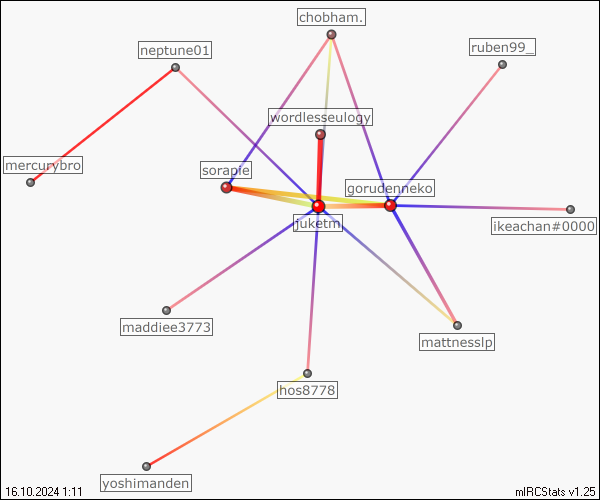 chobham.
neptune01
ruben99_
wordlesseulogy
mercurybro
sorapie
gorudenneko
juketm
ikeachan#0000
maddiee3773
mattnesslp
hos8778
yoshimanden
16.10.2024 1:11
mIRCStats v1.25